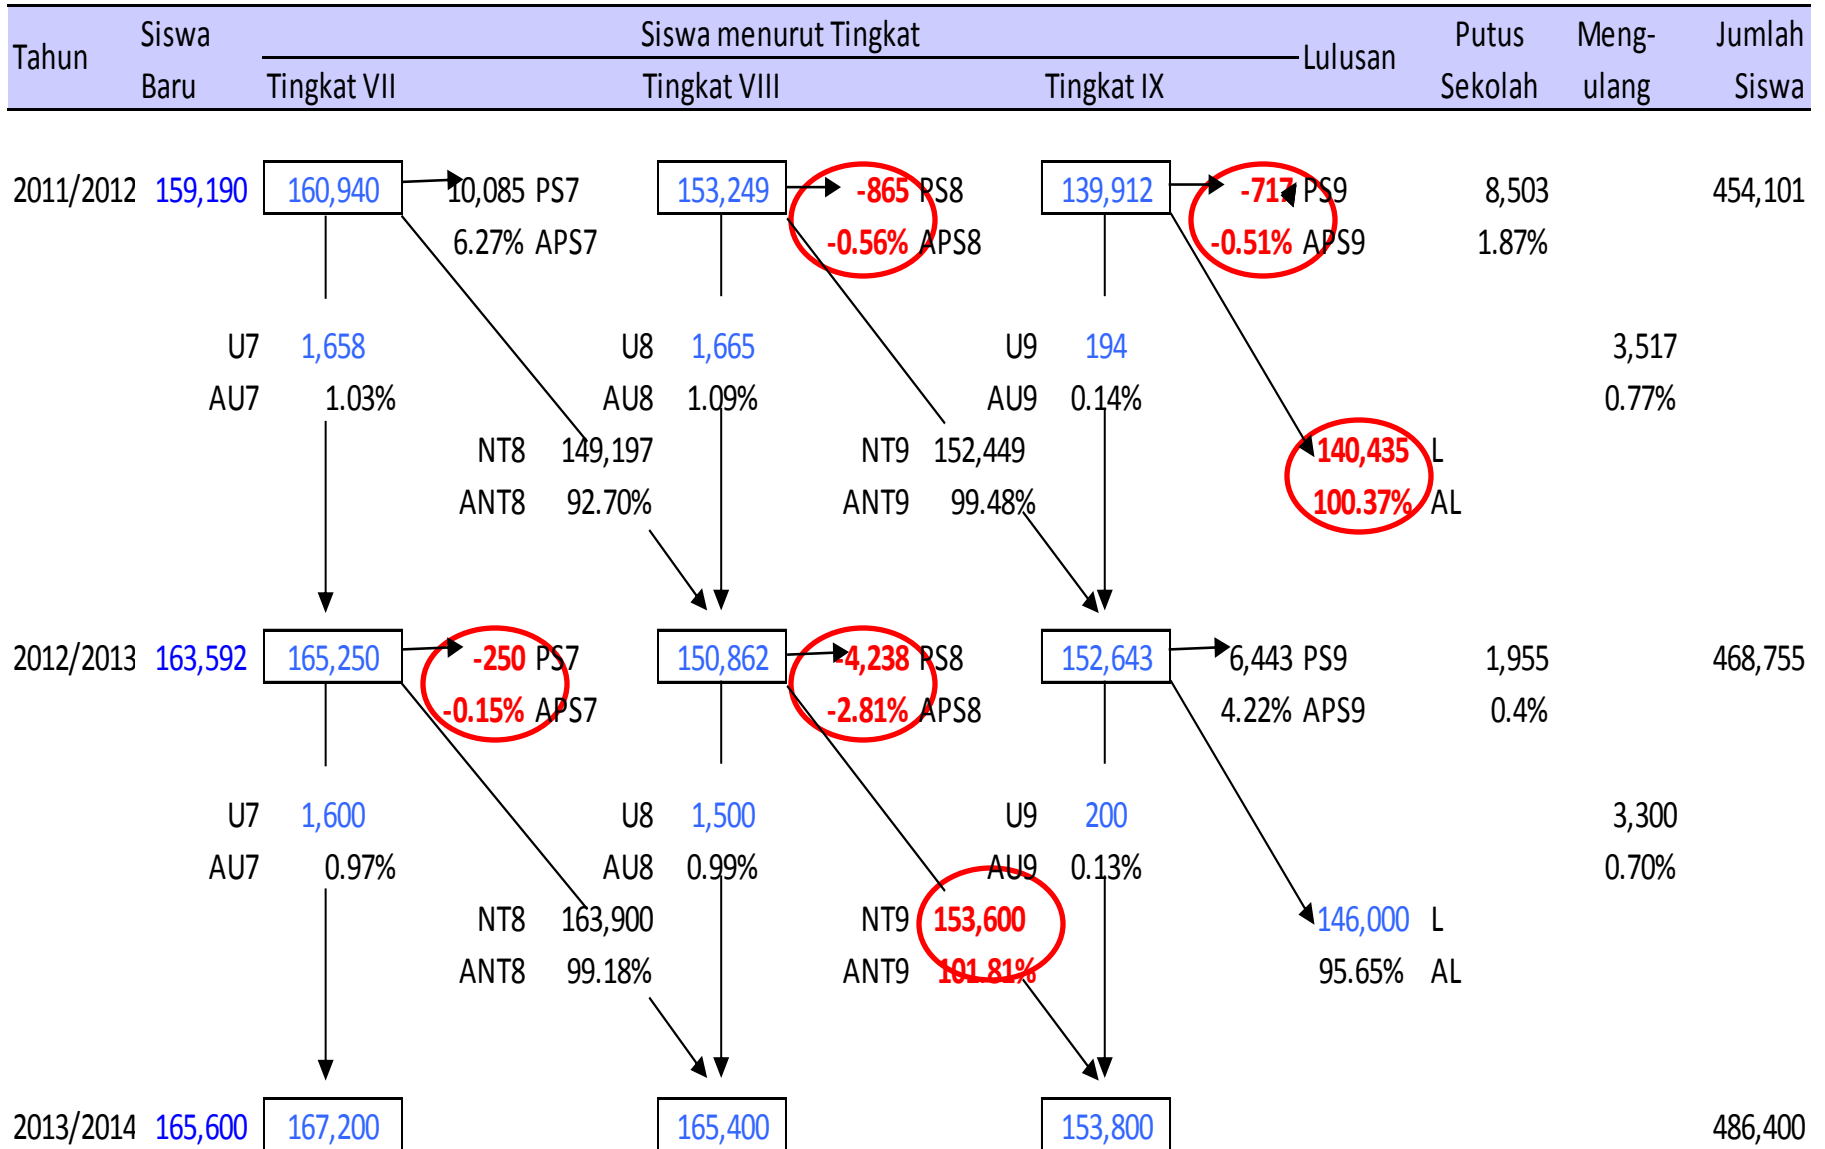 Tahun Siswa Baru Siswa menurut Tingkat Lulusan Putus Sekolah Meng-ulang Jumlah Siswa
Tingkat VII Tingkat VIII Tingkat IX
2011/2012 159,190 160,940 10,085 PS7 153,249 -865 PS8 139,912 -717 PS9 8,503 454,101
6.27% APS7 -0.56% APS8 -0.51% APS9 1.87%
U7 1,658 U8 1,665 U9 194 3,517
AU7 1.03% AU8 1.09% AU9 0.14% 0.77%
NT8 149,197 NT9 152,449 140,435 L
ANT8 92.70% ANT9 99.48% 100.37% AL
2012/2013 163,592 165,250 -250 PS7 150,862 -4,238 PS8 152,643 6,443 PS9 1,955 468,755
-0.15% APS7 -2.81% APS8 4.22% APS9 0.4%
U7 1,600 U8 1,500 U9 200 3,300
AU7 0.97% AU8 0.99% AU9 0.13% 0.70%
NT8 163,900 NT9 153,600 146,000 L
ANT8 99.18% ANT9 101.81% 95.65% AL
2013/2014 165,600 167,200 165,400 153,800 486,400